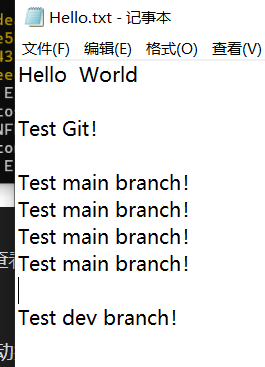 Hello.txt - 记事本
文件(F) 编辑(E) 格式(O) 查看(V)
Hello  World
Test Git!
Test main branch!
Test main branch!
Test main branch!
Test main branch!
Test dev branch!